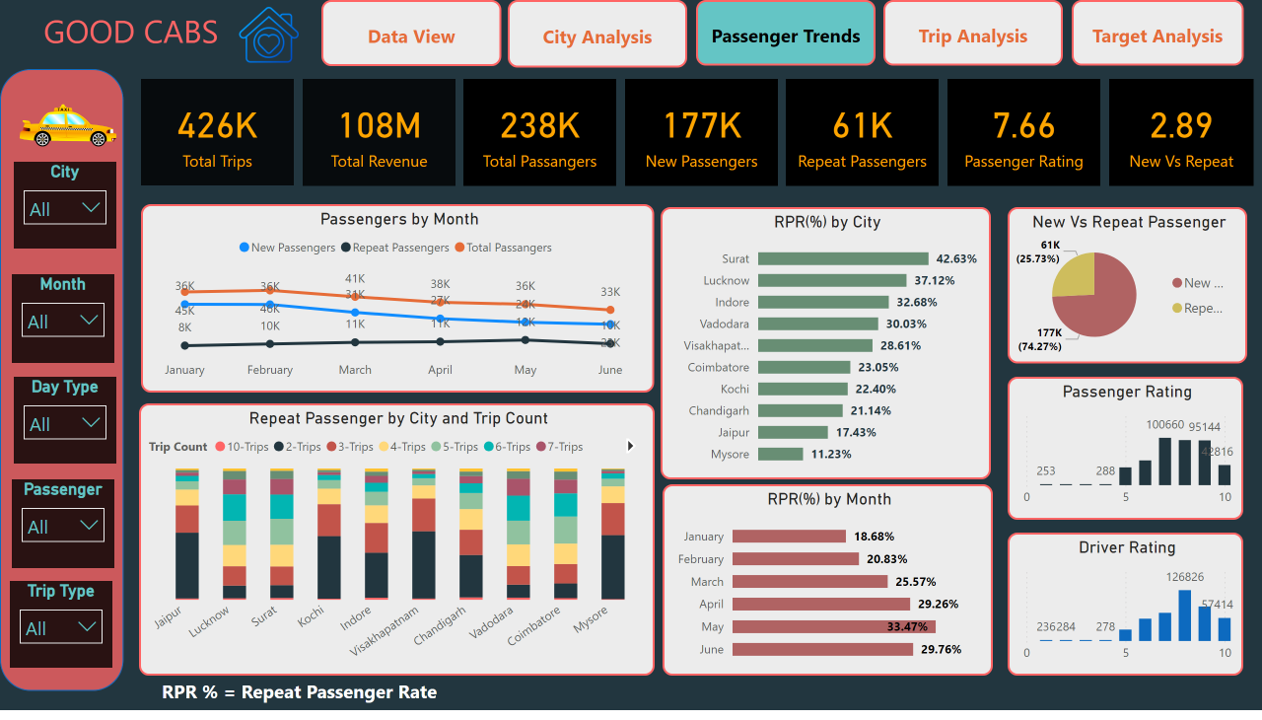 GOOD CABS
Data View
City Analysis
Passenger Trends
Trip Analysis
Target Analysis
426K
Total Trips
108M
Total Revenue
238K
Total Passangers
177K
New Passengers
61K
Repeat Passengers
7.66
Passenger Rating
2.89
New Vs Repeat
TAXI
City
All
Month
All
Day Type
All
Passenger
All
Trip Type
All
Passengers by Month
New Passengers Repeat Passengers Total Passangers
36K 36K 41K 38K 36K 33K
45K 46K 31K 27K
8K 10K 11K 11K
January February March April May June
Repeat Passenger by City and Trip Count
Trip Count 10-Trips 2-Trips 3-Trips 4-Trips 5-Trips 6-Trips 7-Trips
Jaipur Lucknow Surat Kochi Indore Visakhapatnam Chandigarh Vadodara Coimbatore Mysore
RPR(%) by City
Surat 42.63%
Lucknow 37.12%
Indore 32.68%
Vadodara 30.03%
Visakhapat... 28.61%
Coimbatore 23.05%
Kochi 22.40%
Chandigarh 21.14%
Jaipur 17.43%
Mysore 11.23%
RPR(%) by Month
January 18.68%
February 20.83%
March 25.57%
April 29.26%
May 33.47%
June 29.76%
New Vs Repeat Passenger
61K
(25.73%)
177K
(74.27%)
New ...
Repe...
Passenger Rating
253 288 100660 95144 42816
0 5 10
Driver Rating
236 284 278 126826 57414
0 5 10
RPR % = Repeat Passenger Rate